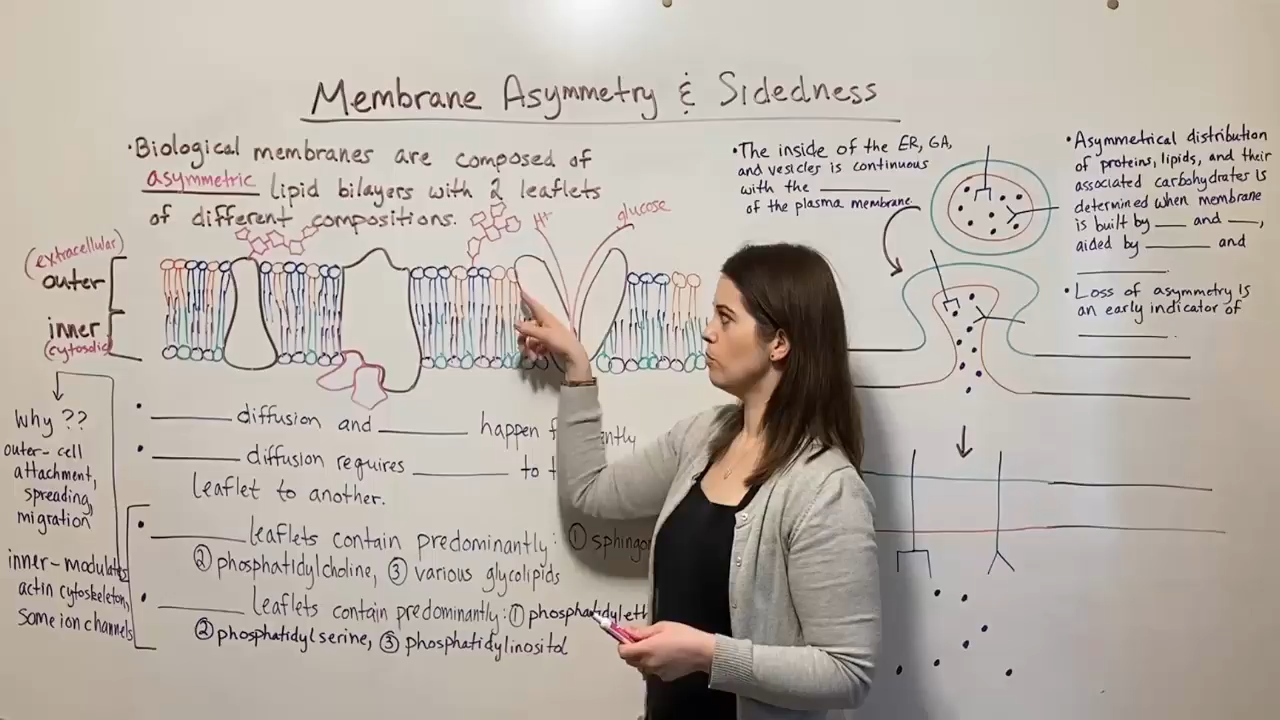 Membrane Asymmetry & Sidedness
• Biological membranes are composed of
asymmetric lipid bilayers with 2 leaflets
of different compositions.
(extracellular)
outer
inner
(cytosolic)
H+
glucose
Why ??
outer- cell
attachment,
spreading,
migration
inner- modulates
actin cytoskeleton,
some ion channels
• ______ diffusion and ______ happen
• ______ diffusion requires ______ to
leaflet to another.
• ______ leaflets contain predominantly: ①
② phosphatidylcholine, ③ various glycolipids
• ______ leaflets contain predominantly: ①
② phosphatidylserine, ③ phosphatidylinositol
• The inside of the ER, GA,
and vesicles is continuous
with the ______
of the plasma membrane.
• Asymmetrical distribution
of proteins, lipids, and their
associated carbohydrates is
determined when membrane
is built by ___ and ___,
aided by ______ and
______.
• Loss of asymmetry is
an early indicator of
______.